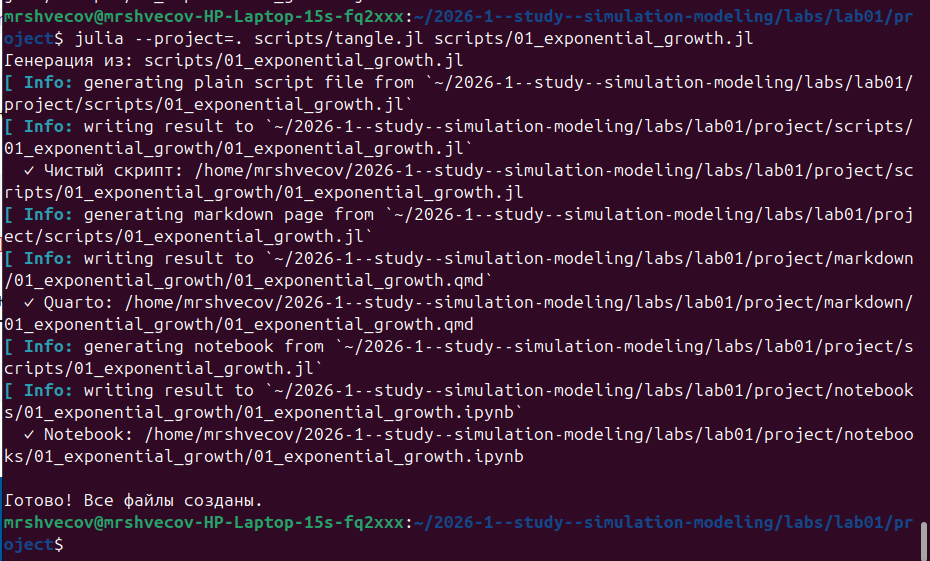 mrshvecov@mrshvecov-HP-Laptop-15s-fq2xxx:~/2026-1--study--simulation-modeling/labs/lab01/pr
oject$ julia --project=. scripts/tangle.jl scripts/01_exponential_growth.jl
Генерация из: scripts/01_exponential_growth.jl
[ Info: generating plain script file from `~/2026-1--study--simulation-modeling/labs/lab01/
project/scripts/01_exponential_growth.jl`
[ Info: writing result to `~/2026-1--study--simulation-modeling/labs/lab01/project/scripts/
01_exponential_growth.jl`
  ✓ Чистый скрипт: /home/mrshvecov/2026-1--study--simulation-modeling/labs/lab01/project/sc
ripts/01_exponential_growth/01_exponential_growth.jl
[ Info: generating markdown page from `~/2026-1--study--simulation-modeling/labs/lab01/proj
ect/scripts/01_exponential_growth.jl`
[ Info: writing result to `~/2026-1--study--simulation-modeling/labs/lab01/project/markdown
/01_exponential_growth/01_exponential_growth.qmd`
  ✓ Quarto: /home/mrshvecov/2026-1--study--simulation-modeling/labs/lab01/project/markdown/
01_exponential_growth/01_exponential_growth.qmd
[ Info: generating notebook from `~/2026-1--study--simulation-modeling/labs/lab01/project/s
cripts/01_exponential_growth.jl`
[ Info: writing result to `~/2026-1--study--simulation-modeling/labs/lab01/project/notebook
s/01_exponential_growth/01_exponential_growth.ipynb`
  ✓ Notebook: /home/mrshvecov/2026-1--study--simulation-modeling/labs/lab01/project/noteboo
ks/01_exponential_growth/01_exponential_growth.ipynb

Готово! Все файлы созданы.
mrshvecov@mrshvecov-HP-Laptop-15s-fq2xxx:~/2026-1--study--simulation-modeling/labs/lab01/pr
oject$